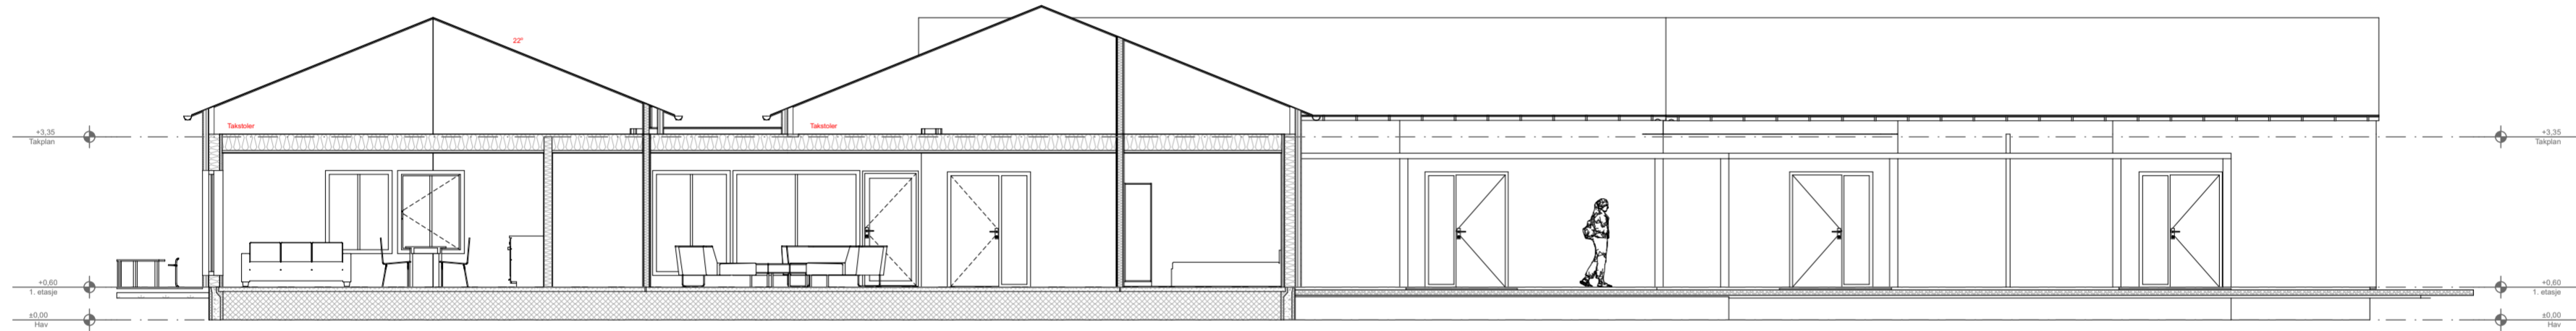 22°
Takstoler
Takstoler
+3,35
Takplan
+3,35
Takplan
+0,60
1. etasje
+0,60
1. etasje
±0,00
Hav
±0,00
Hav